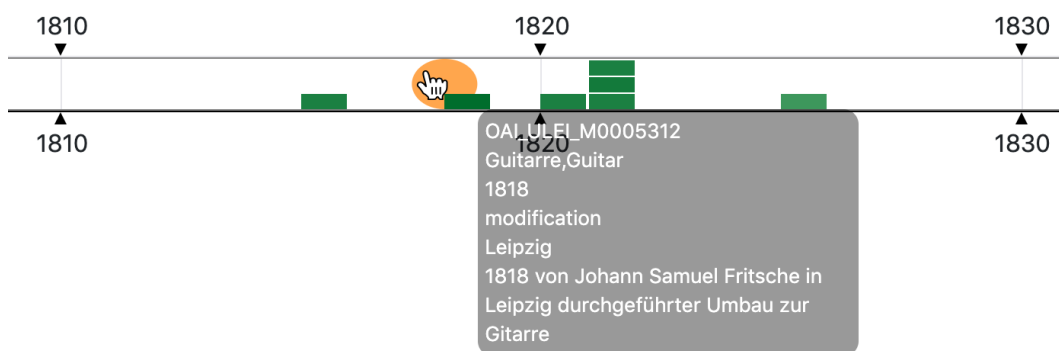 1810 1820 1830
1810 1820 1830
OAI_ULEI_M0005312
Guitarre,Guitar
1818
modification
Leipzig
1818 von Johann Samuel Fritsche in
Leipzig durchgeführter Umbau zur
Gitarre